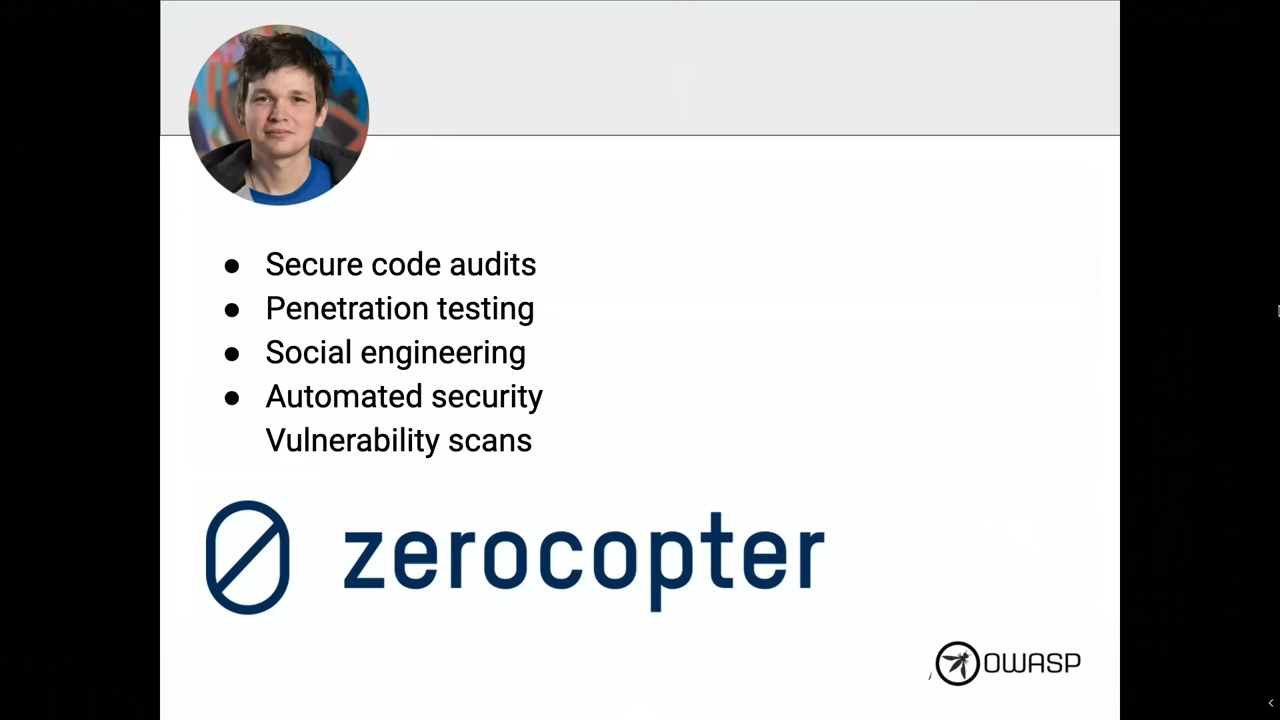 ● Secure code audits
● Penetration testing
● Social engineering
● Automated security
Vulnerability scans
zerocopter
OWASP